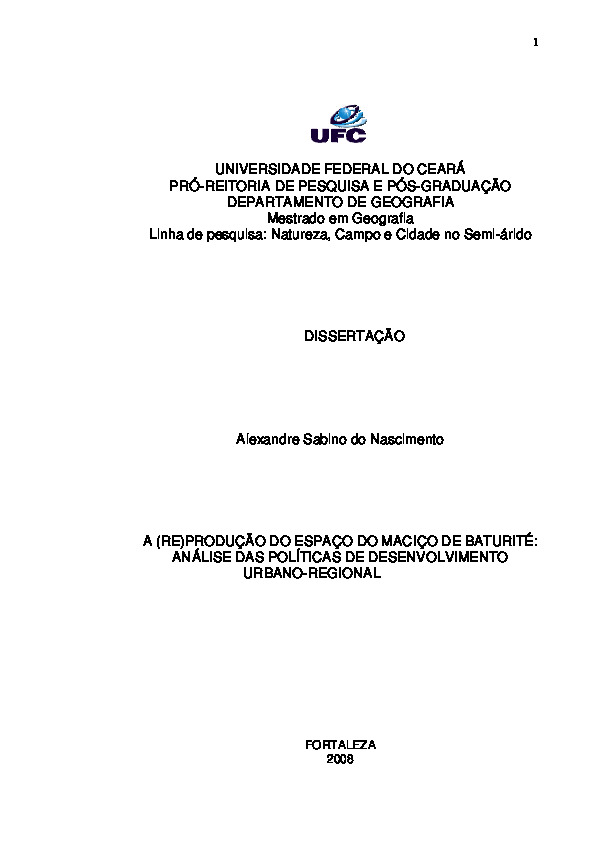 1
UFC
UNIVERSIDADE FEDERAL DO CEARÁ
PRÓ-REITORIA DE PESQUISA E PÓS-GRADUAÇÃO
DEPARTAMENTO DE GEOGRAFIA
Mestrado em Geografia
Linha de pesquisa: Natureza, Campo e Cidade no Semi-árido
DISSERTAÇÃO
Alexandre Sabino do Nascimento
A (RE)PRODUÇÃO DO ESPAÇO DO MACIÇO DE BATURITÉ:
ANÁLISE DAS POLÍTICAS DE DESENVOLVIMENTO
URBANO-REGIONAL
FORTALEZA
2008